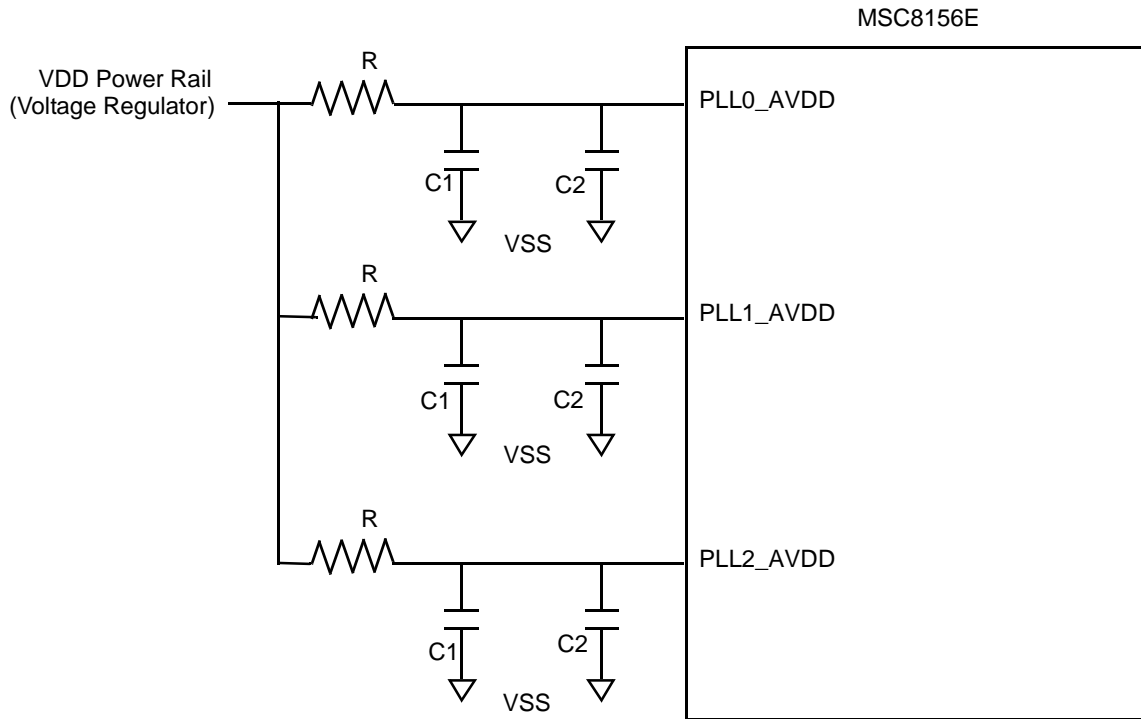 MSC8156E
R
VDD Power Rail
(Voltage Regulator)
PLL0_AVDD
C1
C2
VSS
R
PLL1_AVDD
C1
C2
VSS
R
PLL2_AVDD
C1
C2
VSS